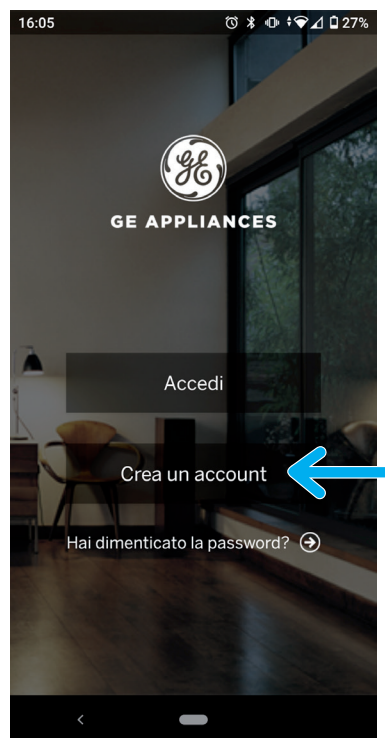 16:05
27%
GE
GE APPLIANCES
Accedi
Crea un account
Hai dimenticato la password?